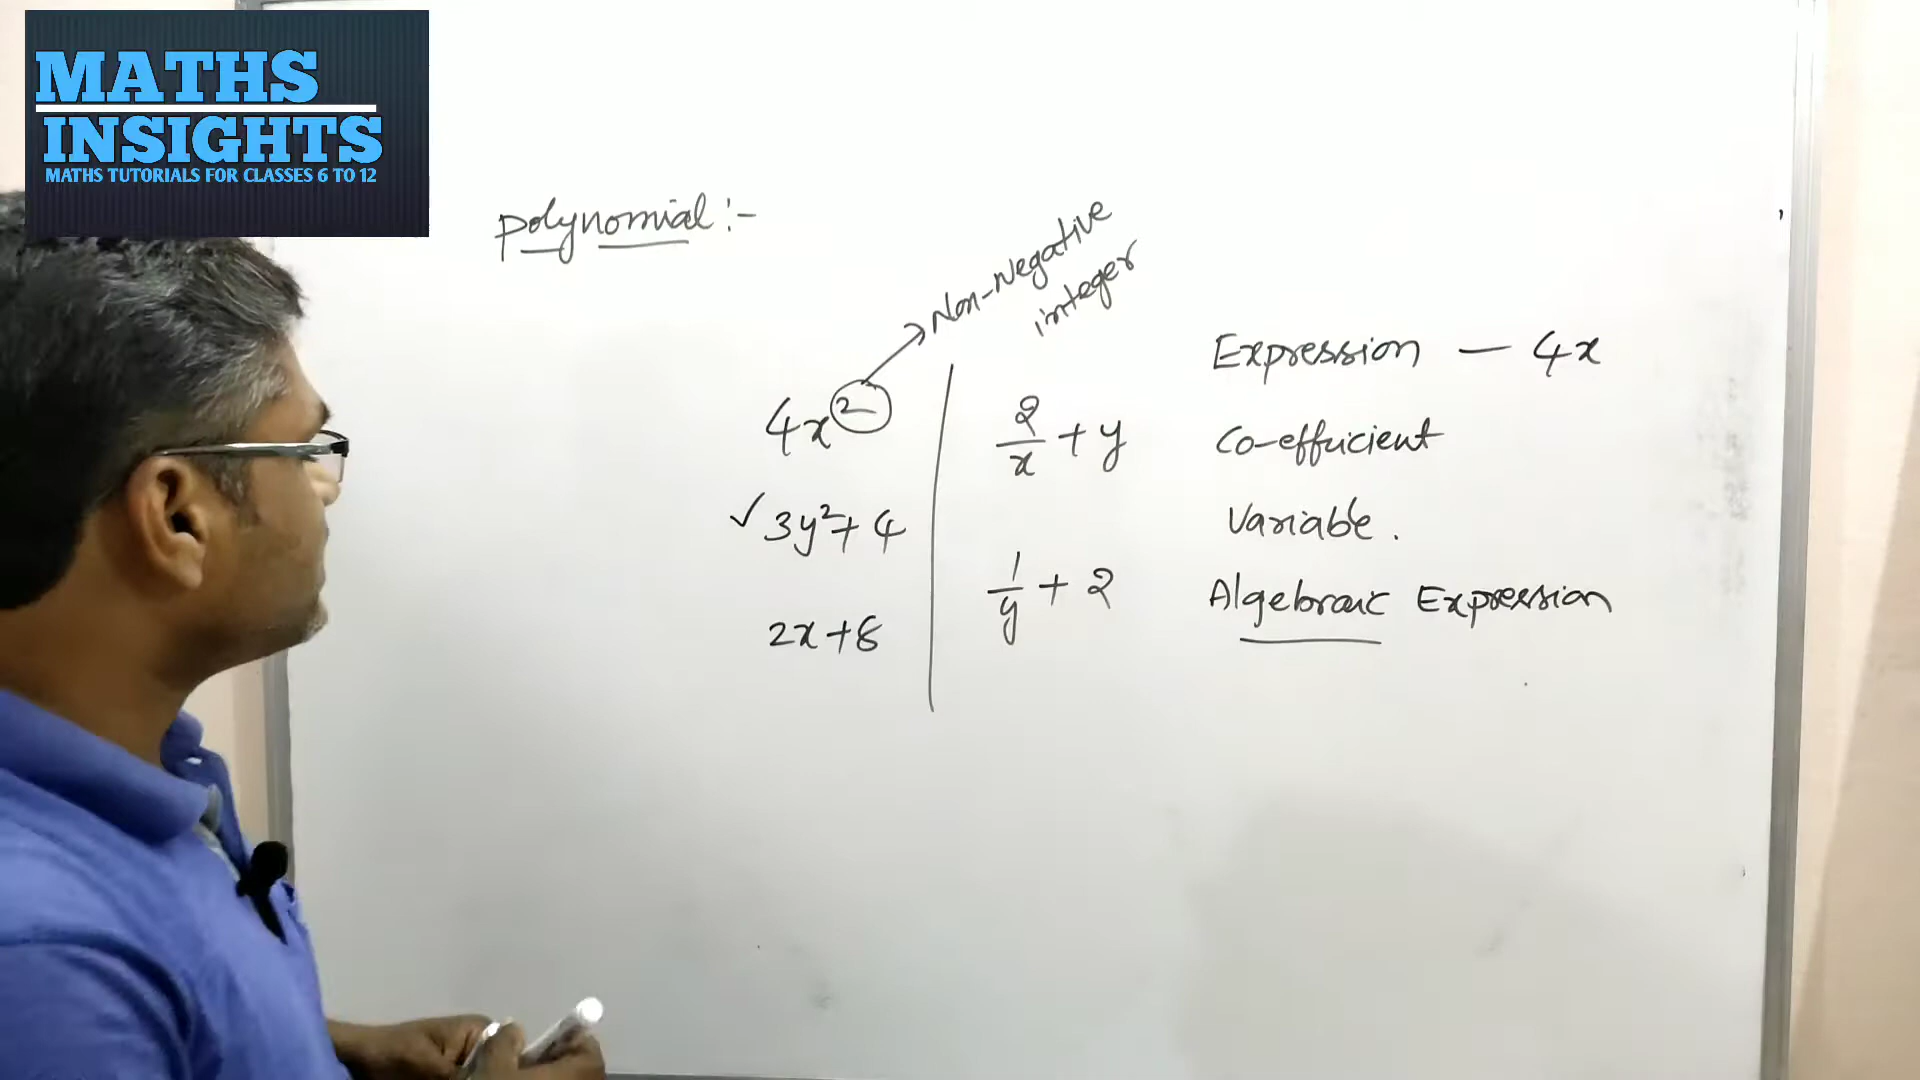 MATHS
INSIGHTS
MATHS TUTORIALS FOR CLASSES 6 TO 12
Polynomial :-
Non-Negative
integer
4x²
3y²+ 4
2x+8
2/x + y
1/y + 2
Expression — 4x
Co-efficient
Variable.
Algebraic Expression